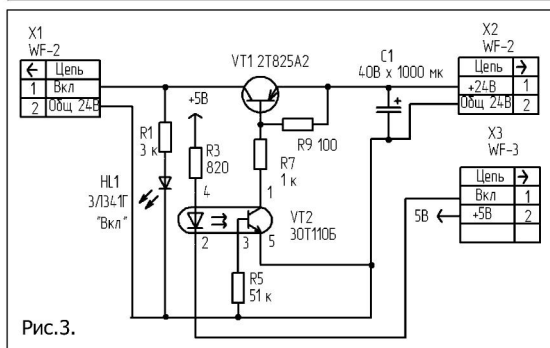 X1
WF-2
← Цепь
1 Вкл
2 Общ 24В
VT1 2Т825А2
C1
40В x 1000 мк
+
X2
WF-2
Цепь →
+24В 1
Общ 24В 2
X3
WF-3
Цепь →
Вкл 1
+5В 2
5В
+5В
R1
3 к
R3
820
R9 100
R7
1 к
HL1
3Л341Г
"Вкл"
4
1
VT2
3ОТ110Б
2
3
5
R5
51 к
Рис.3.